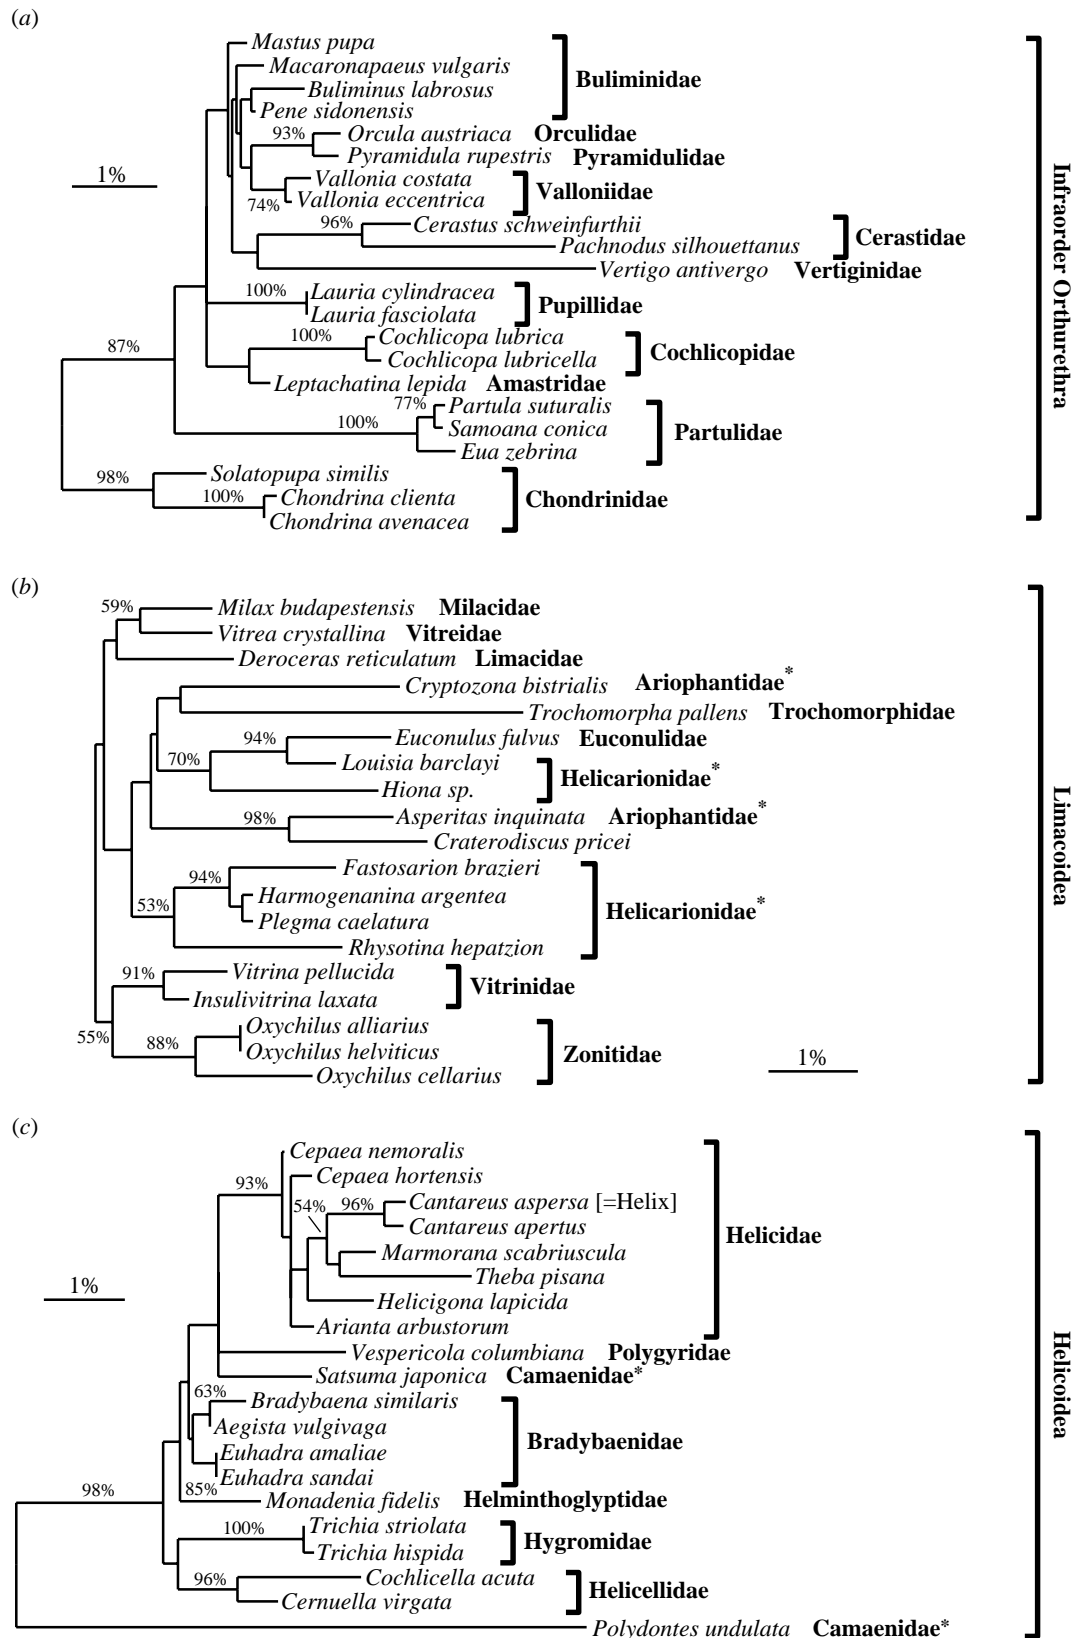 (a)
Mastus pupa
Macaronapaeus vulgaris
Buliminus labrosus
Buliminidae
Pene sidonensis
93% Orcula austriaca Orculidae
Pyramidula rupestris Pyramidulidae
1%
Vallonia costata
Valloniidae
74% Vallonia eccentrica
96% Cerastus schweinfurthii
Cerastidae
Pachnodus silhouettanus
Vertigo antivergo Vertiginidae
100% Lauria cylindracea
Pupillidae
Lauria fasciolata
100% Cochlicopa lubrica
Cochlicopidae
87% Cochlicopa lubricella
Leptachatina lepida Amastridae
77% Partula suturalis
100% Samoana conica
Partulidae
Eua zebrina
98% Solatopupa similis
100% Chondrina clienta
Chondrinidae
Chondrina avenacea
Infraorder Orthurethra
(b)
59% Milax budapestensis Milacidae
Vitrea crystallina Vitreidae
Deroceras reticulatum Limacidae
Cryptozona bistrialis Ariophantidae*
Trochomorpha pallens Trochomorphidae
94% Euconulus fulvus Euconulidae
70% Louisia barclayi
Helicarionidae*
Hiona sp.
98% Asperitas inquinata Ariophantidae*
Craterodiscus pricei
94% Fastosarion brazieri
Harmogenanina argentea
53% Plegma caelatura
Helicarionidae*
Rhysotina hepatzion
91% Vitrina pellucida
Vitrinidae
Insulivitrina laxata
55% 88% Oxychilus alliarius
Oxychilus helviticus
Zonitidae
Oxychilus cellarius
1%
Limacoidea
(c)
Cepaea nemoralis
93% Cepaea hortensis
54% 96% Cantareus aspersa [=Helix]
Cantareus apertus
Helicidae
Marmorana scabriuscula
1%
Theba pisana
Helicigona lapicida
Arianta arbustorum
Vespericola columbiana Polygyridae
Satsuma japonica Camaenidae*
63% Bradybaena similaris
Aegista vulgivaga
Bradybaenidae
Euhadra amaliae
Euhadra sandai
98% 85% Monadenia fidelis Helminthoglyptidae
100% Trichia striolata
Hygromidae
Trichia hispida
96% Cochlicella acuta
Helicellidae
Cernuella virgata
Polydontes undulata Camaenidae*
Helicoidea